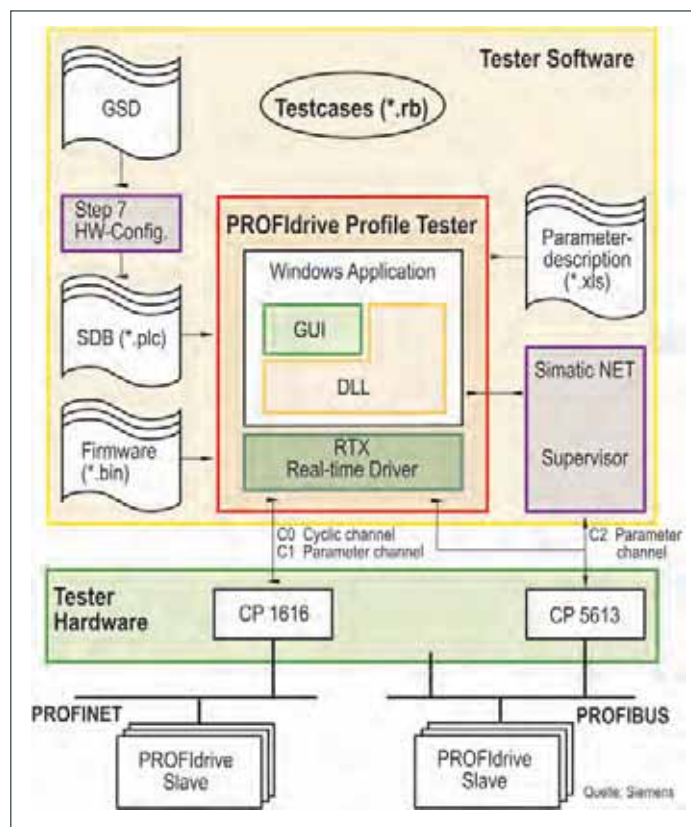 Tester Software
GSD
Testcases (*.rb)
Step 7
HW-Config.
PROFIdrive Profile Tester
Windows Application
GUI
DLL
RTX
Real-time Driver
Parameter-
description
(*.xls)
SDB (*.plc)
Firmware
(*.bin)
Simatic NET
Supervisor
C0 Cyclic channel
C1 Parameter channel
C2 Parameter
channel
Tester
Hardware
CP 1616
CP 5613
PROFINET
PROFIBUS
PROFIdrive
Slave
PROFIdrive
Slave
Quelle: Siemens